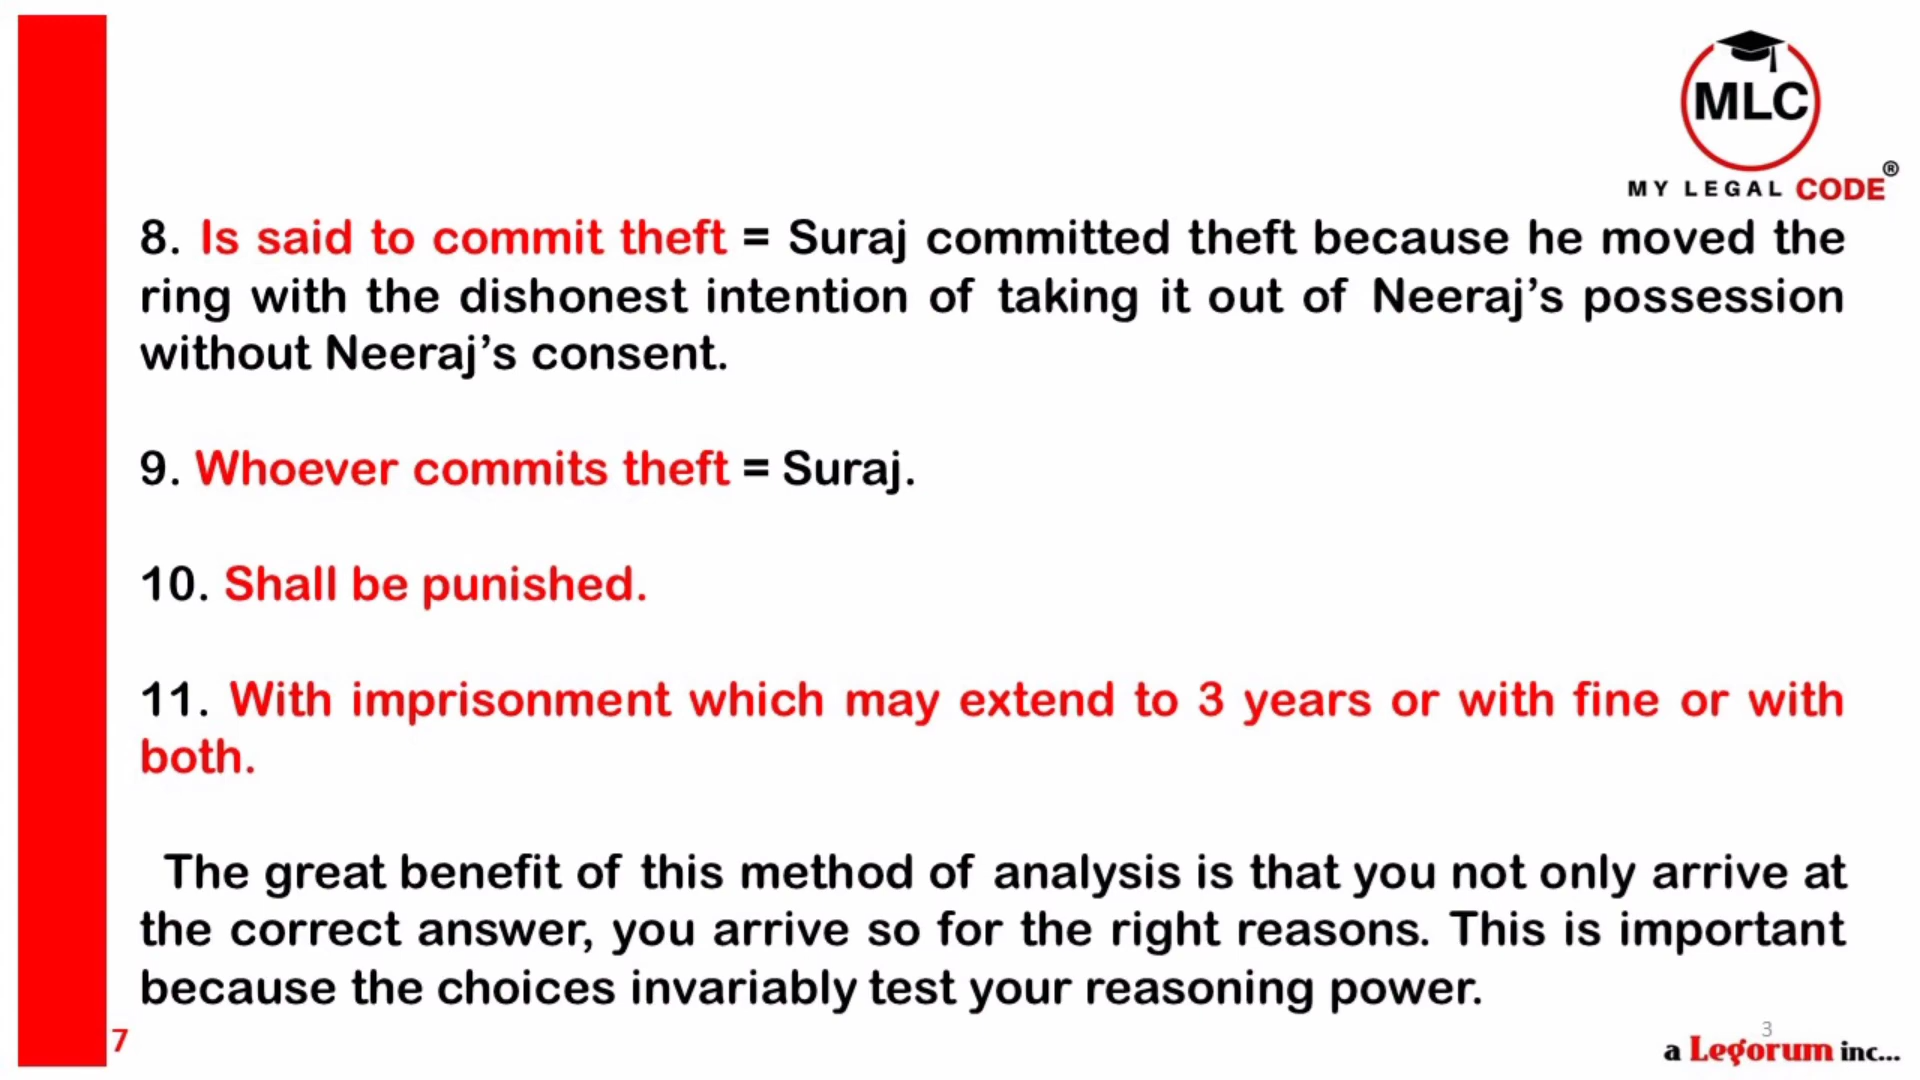 MLC
MY LEGAL CODE®
8. Is said to commit theft = Suraj committed theft because he moved the
ring with the dishonest intention of taking it out of Neeraj’s possession
without Neeraj’s consent.
9. Whoever commits theft = Suraj.
10. Shall be punished.
11. With imprisonment which may extend to 3 years or with fine or with
both.
The great benefit of this method of analysis is that you not only arrive at
the correct answer, you arrive so for the right reasons. This is important
because the choices invariably test your reasoning power.
7
3
a Legorum inc...